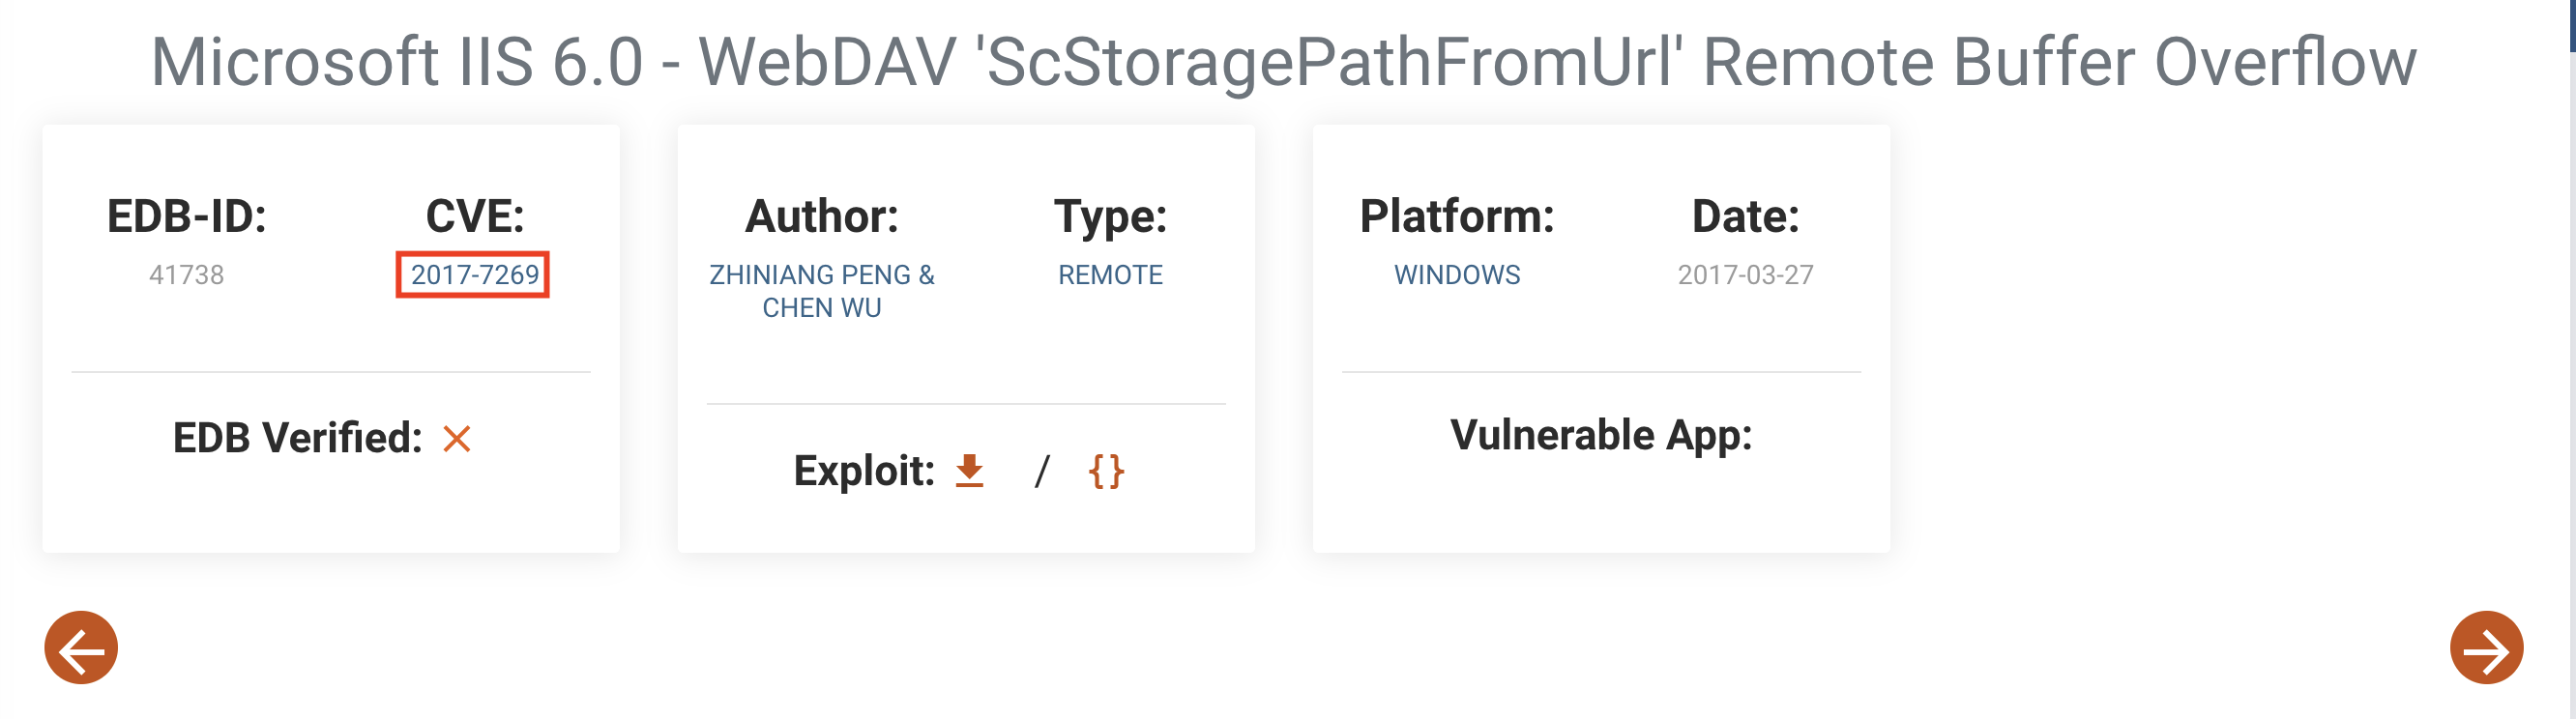 Microsoft IIS 6.0 - WebDAV 'ScStoragePathFromUrl' Remote Buffer Overflow
EDB-ID:
41738
CVE:
2017-7269
EDB Verified:
Author:
ZHINIANG PENG &
CHEN WU
Type:
REMOTE
Exploit: / {}
Platform:
WINDOWS
Date:
2017-03-27
Vulnerable App: